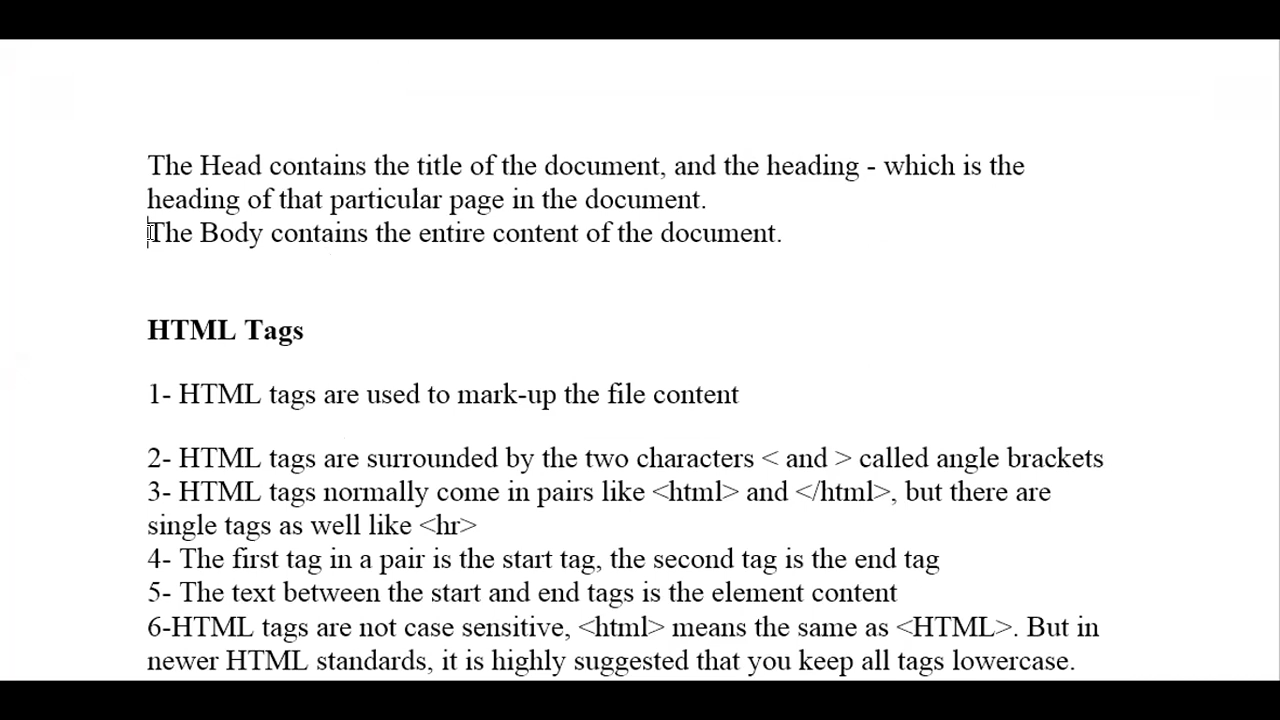 The Head contains the title of the document, and the heading - which is the
heading of that particular page in the document.
The Body contains the entire content of the document.
HTML Tags
1- HTML tags are used to mark-up the file content
2- HTML tags are surrounded by the two characters < and > called angle brackets
3- HTML tags normally come in pairs like <html> and </html>, but there are
single tags as well like <hr>
4- The first tag in a pair is the start tag, the second tag is the end tag
5- The text between the start and end tags is the element content
6-HTML tags are not case sensitive, <html> means the same as <HTML>. But in
newer HTML standards, it is highly suggested that you keep all tags lowercase.